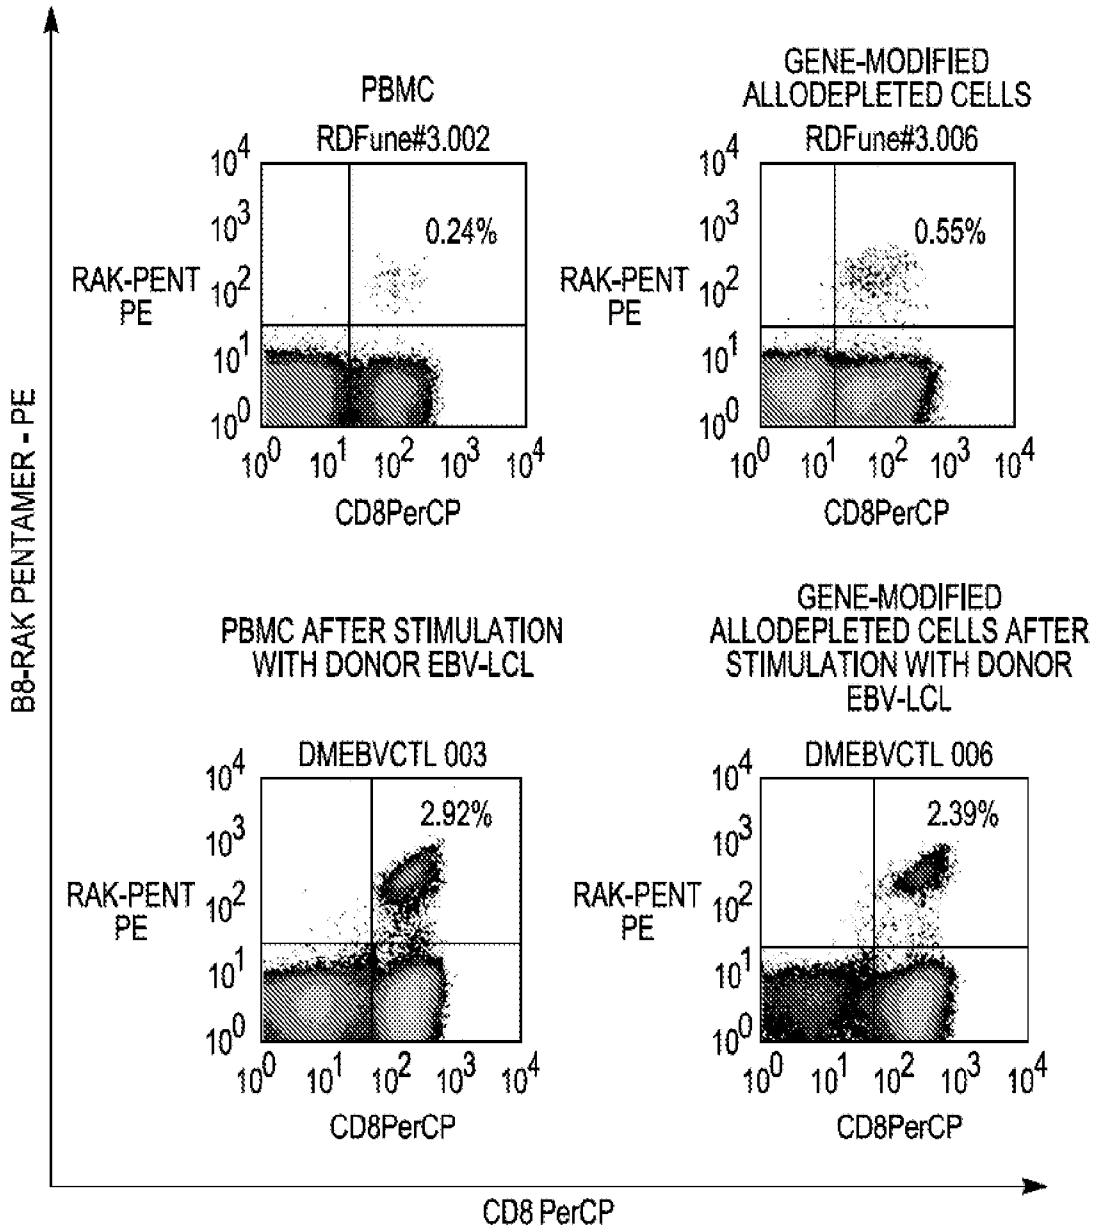 B8-RAK PENTAMER - PE
PBMC
RDFune#3.002
10^4
10^3
10^2
10^1
10^0
RAK-PENT
PE
0.24%
10^0 10^1 10^2 10^3 10^4
CD8PerCP
GENE-MODIFIED
ALLODEPLETED CELLS
RDFune#3.006
10^4
10^3
10^2
10^1
10^0
RAK-PENT
PE
0.55%
10^0 10^1 10^2 10^3 10^4
CD8PerCP
PBMC AFTER STIMULATION
WITH DONOR EBV-LCL
DMEBVCTL 003
10^4
10^3
10^2
10^1
10^0
RAK-PENT
PE
2.92%
10^0 10^1 10^2 10^3 10^4
CD8PerCP
GENE-MODIFIED
ALLODEPLETED CELLS AFTER
STIMULATION WITH DONOR
EBV-LCL
DMEBVCTL 006
10^4
10^3
10^2
10^1
10^0
RAK-PENT
PE
2.39%
10^0 10^1 10^2 10^3 10^4
CD8PerCP
CD8 PerCP